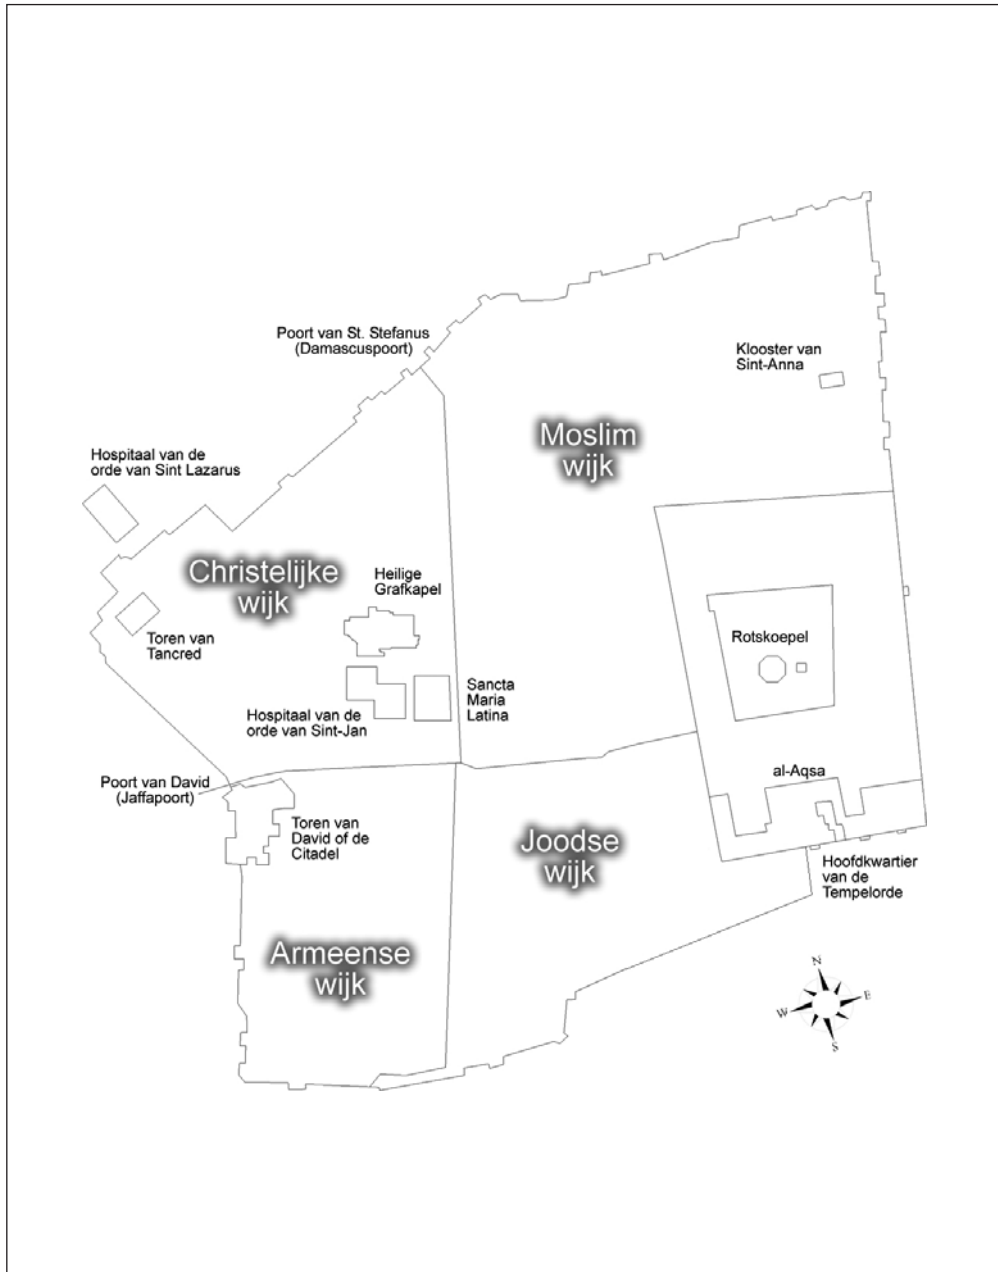 Poort van St. Stefanus
(Damascuspoort)
Klooster van
Sint-Anna
Moslim
wijk
Hospitaal van de
orde van Sint Lazarus
Christelijke
wijk
Heilige
Grafkapel
Toren van
Tancred
Rotskoepel
Sancta
Maria
Latina
Hospitaal van de
orde van Sint-Jan
al-Aqsa
Poort van David
(Jaffapoort)
Toren van
David of de
Citadel
Joodse
wijk
Hoofdkwartier
van de
Tempelorde
Armeense
wijk
N
E
W
S